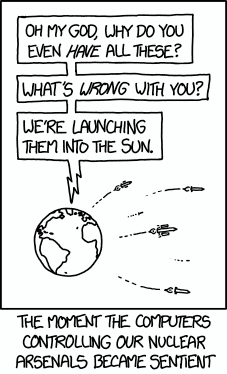 OH MY GOD, WHY DO YOU
EVEN HAVE ALL THESE?
WHAT'S WRONG WITH YOU?
WE'RE LAUNCHING
THEM INTO THE SUN.
THE MOMENT THE COMPUTERS
CONTROLLING OUR NUCLEAR
ARSENALS BECAME SENTIENT